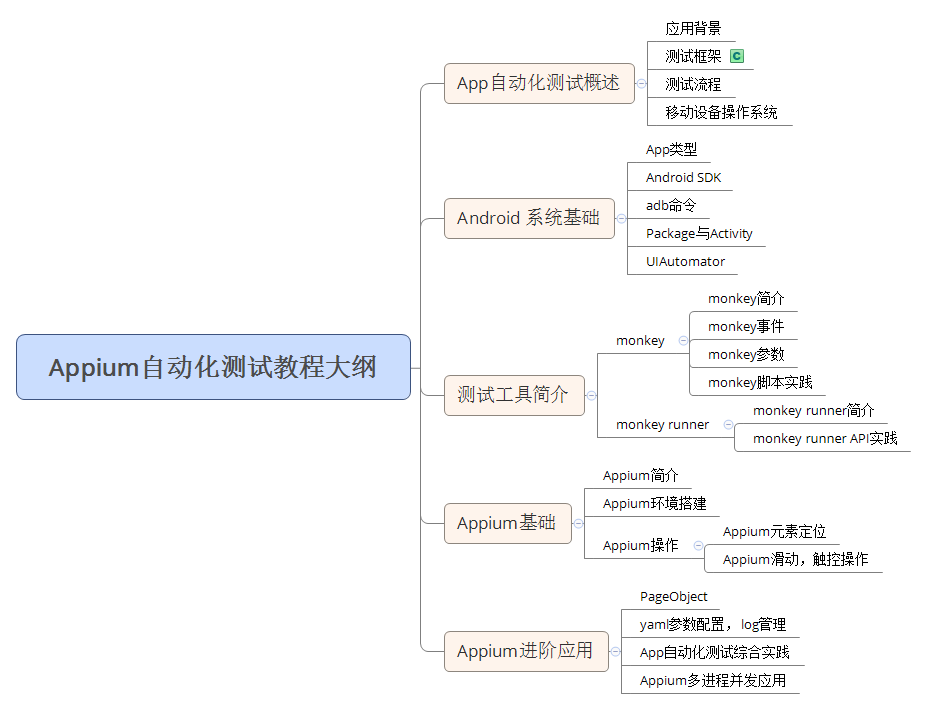 Appium自动化测试教程大纲
App自动化测试概述
应用背景
测试框架 C
测试流程
移动设备操作系统
Android 系统基础
App类型
Android SDK
adb命令
Package与Activity
UIAutomator
测试工具简介
monkey
monkey简介
monkey事件
monkey参数
monkey脚本实践
monkey runner
monkey runner简介
monkey runner API实践
Appium基础
Appium简介
Appium环境搭建
Appium操作
Appium元素定位
Appium滑动，触控操作
Appium进阶应用
PageObject
yaml参数配置，log管理
App自动化测试综合实践
Appium多进程并发应用